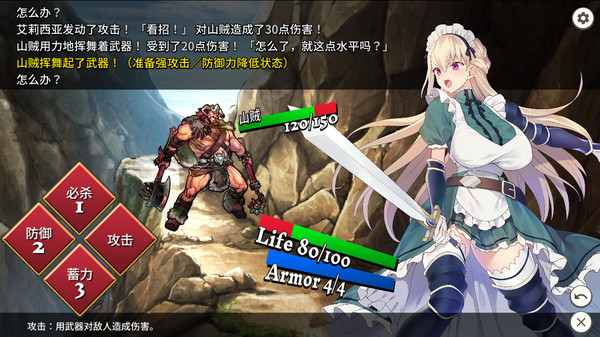 怎么办？
艾莉西亚发动了攻击！「看招！」 对山贼造成了30点伤害！
山贼用力地挥舞着武器！ 受到了20点伤害！「怎么了，就这点水平吗？」
山贼挥舞起了武器！（准备强攻击／防御力降低状态）
怎么办？
山贼
120/150
必杀
1
防御
2
攻击
蓄力
3
Life 80/100
Armor 4/4
攻击：用武器对敌人造成伤害。